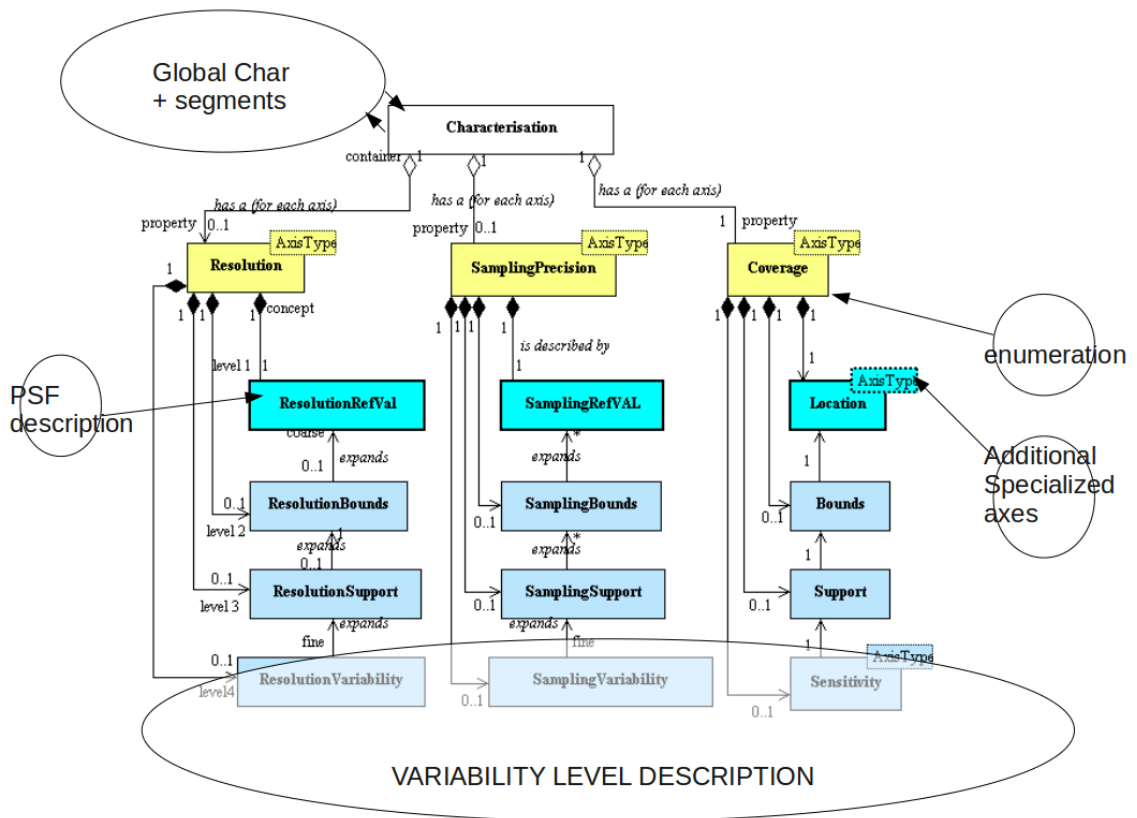 Global Char
+ segments
Characterisation
container
1
1
1
has a (for each axis)
has a (for each axis)
has a (for each axis)
property
0..1
property
0..1
1
property
AxisType
AxisType
AxisType
Resolution
SamplingPrecision
Coverage
1
1
1
concept
1
1
1
1
1
1
1
1
is described by
level 1
1
1
1
enumeration
PSF
description
AxisType
ResolutionRefVal
SamplingRefVAL
Location
coarse
expands
0..1
*
expands
1
Additional
Specialized
axes
0..1
level 2
ResolutionBounds
0..1
SamplingBounds
0..1
Bounds
1
expands
0..1
*
expands
1
0..1
level 3
ResolutionSupport
0..1
SamplingSupport
0..1
Support
expands
fine
expands
fine
1
AxisType
0..1
level4
ResolutionVariability
0..1
SamplingVariability
0..1
Sensitivity
VARIABILITY LEVEL DESCRIPTION